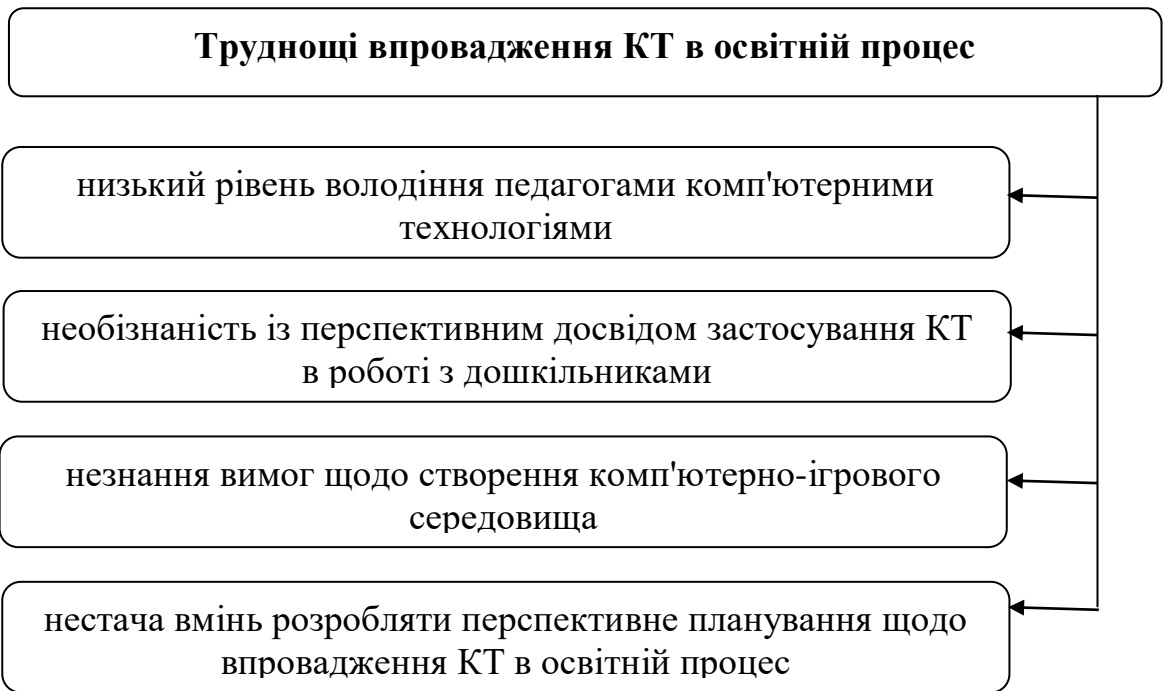 Труднощі впровадження КТ в освітній процес
низький рівень володіння педагогами комп'ютерними
технологіями
необізнаність із перспективним досвідом застосування КТ
в роботі з дошкільниками
незнання вимог щодо створення комп'ютерно-ігрового
середовища
нестача вмінь розробляти перспективне планування щодо
впровадження КТ в освітній процес